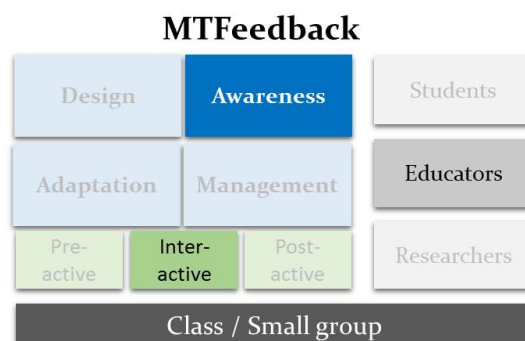 MTFeedback
Design
Awareness
Students
Adaptation
Management
Educators
Pre-
active
Inter-
active
Post-
active
Researchers
Class / Small group